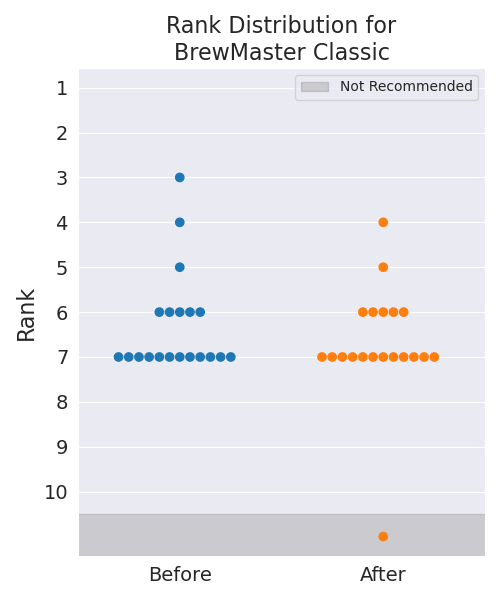 Rank Distribution for
BrewMaster Classic
Not Recommended
1
2
3
4
5
6
7
8
9
10
Rank
Before After